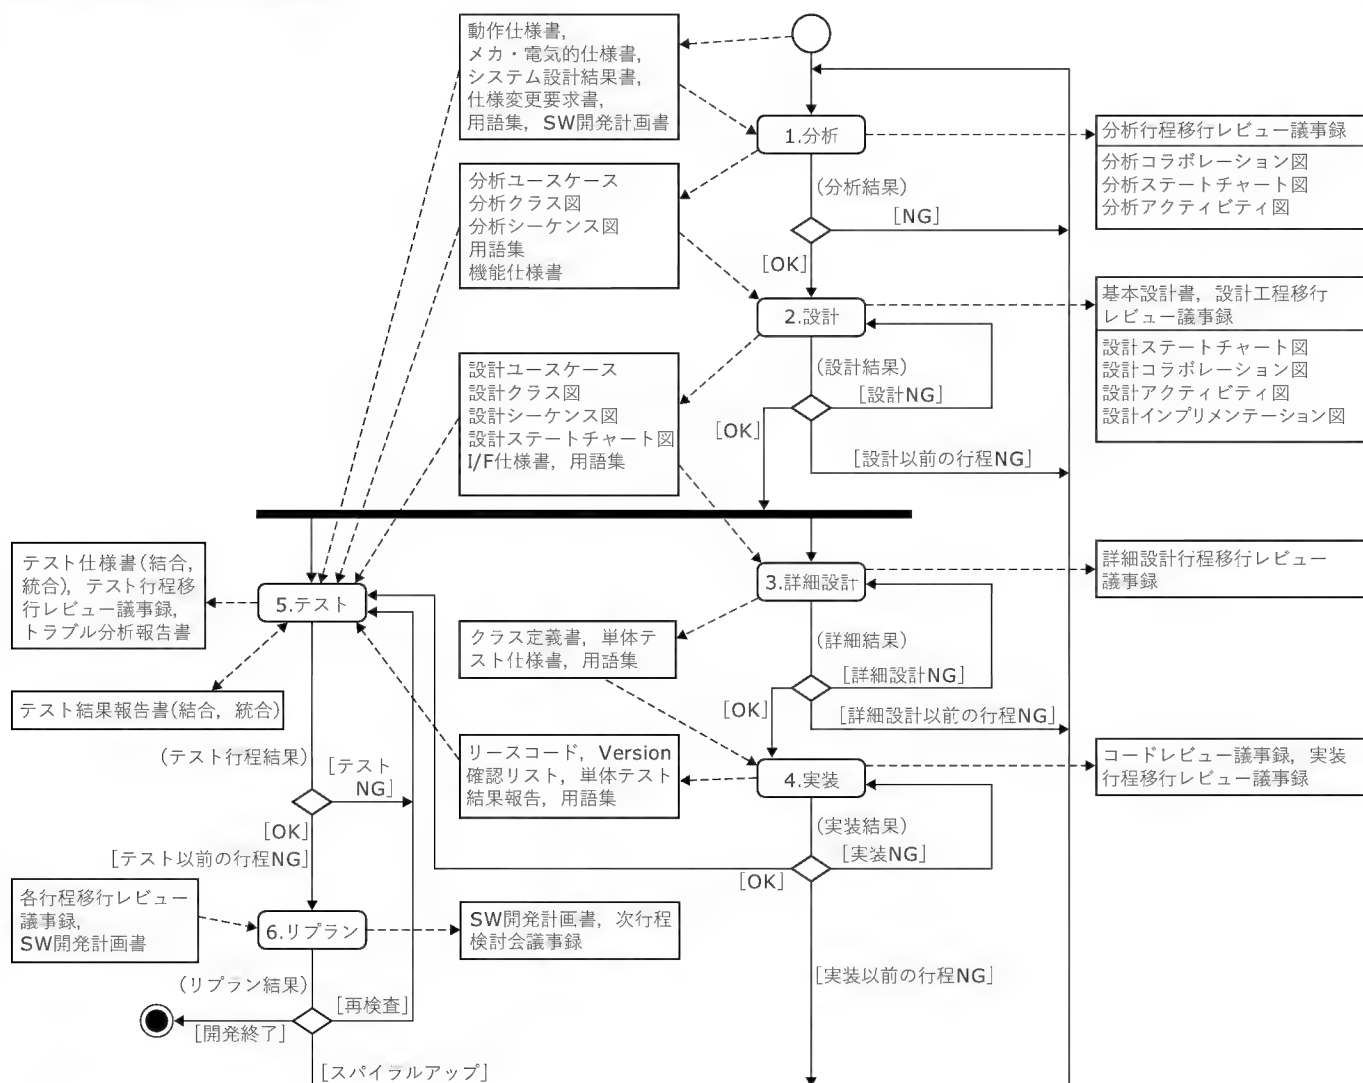 動作仕様書,
メカ・電気的仕様書,
システム設計結果書,
仕様変更要求書,
用語集, SW開発計画書
1.分析
分析行程移行レビュー議事録
分析コラボレーション図
分析ステートチャート図
分析アクティビティ図
分析ユースケース
分析クラス図
分析シーケンス図
用語集
機能仕様書
(分析結果)
[NG]
[OK]
2.設計
基本設計書, 設計工程移行
レビュー議事録
設計ステートチャート図
設計コラボレーション図
設計アクティビティ図
設計インプリメンテーション図
設計ユースケース
設計クラス図
設計シーケンス図
設計ステートチャート図
I/F仕様書, 用語集
(設計結果)
[設計NG]
[OK]
[設計以前の行程NG]
テスト仕様書(結合,
統合), テスト行程移
行レビュー議事録,
トラブル分析報告書
5.テスト
3.詳細設計
詳細設計行程移行レビュー
議事録
クラス定義書, 単体テ
スト仕様書, 用語集
(詳細結果)
[詳細設計NG]
[OK]
[詳細設計以前の行程NG]
テスト結果報告書(結合, 統合)
(テスト行程結果)
[テスト
NG]
リースコード, Version
確認リスト, 単体テスト
結果報告, 用語集
4.実装
コードレビュー議事録, 実装
行程移行レビュー議事録
[OK]
[テスト以前の行程NG]
(実装結果)
[実装NG]
[OK]
各行程移行レビュー
議事録,
SW開発計画書
6.リプラン
SW開発計画書, 次行程
検討会議事録
(リプラン結果)
[再検査]
[開発終了]
[実装以前の行程NG]
[スパイラルアップ]